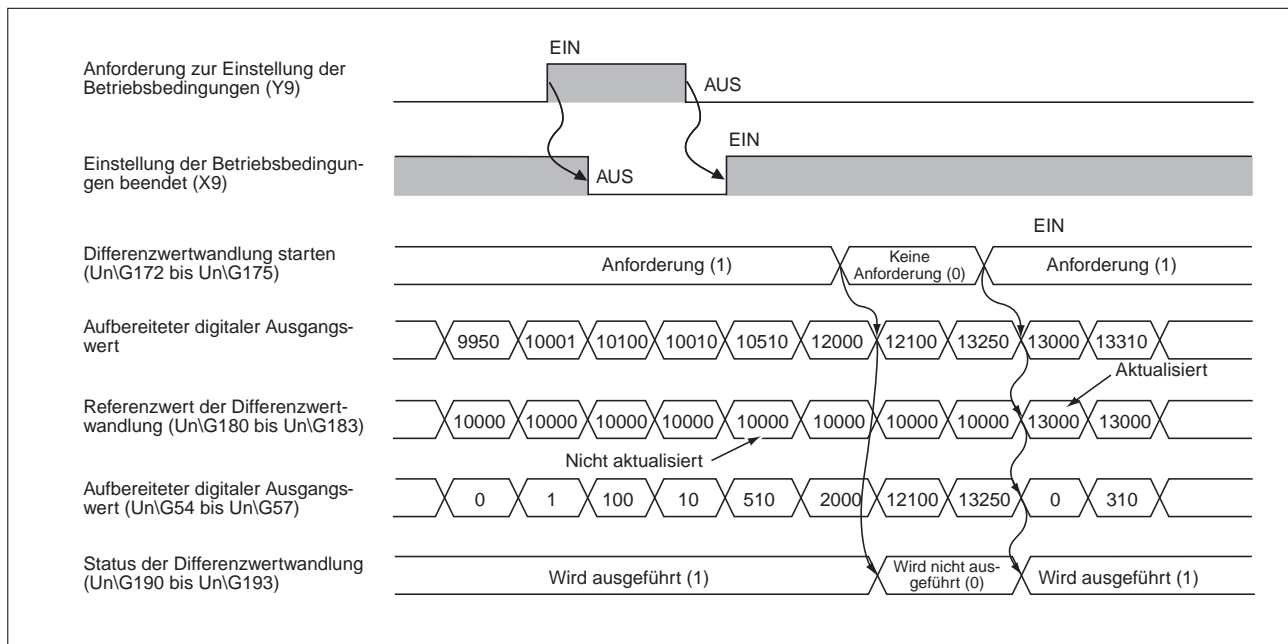 EIN
Anforderung zur Einstellung der
Betriebsbedingungen (Y9)
AUS
EIN
Einstellung der Betriebsbedingun-
gen beendet (X9)
AUS
EIN
Differenzwertwandlung starten
(Un\G172 bis Un\G175)
Anforderung (1)
Keine
Anforderung (0)
Anforderung (1)
Aufbereiteter digitaler Ausgangs-
wert
9950 10001 10100 10010 10510 12000 12100 13250 13000 13310
Aktualisiert
Referenzwert der Differenzwert-
wandlung (Un\G180 bis Un\G183)
10000 10000 10000 10000 10000 10000 10000 10000 13000 13000
Nicht aktualisiert
Aufbereiteter digitaler Ausgangs-
wert (Un\G54 bis Un\G57)
0 1 100 10 510 2000 12100 13250 0 310
Status der Differenzwertwandlung
(Un\G190 bis Un\G193)
Wird ausgeführt (1)
Wird nicht aus-
geführt (0)
Wird ausgeführt (1)